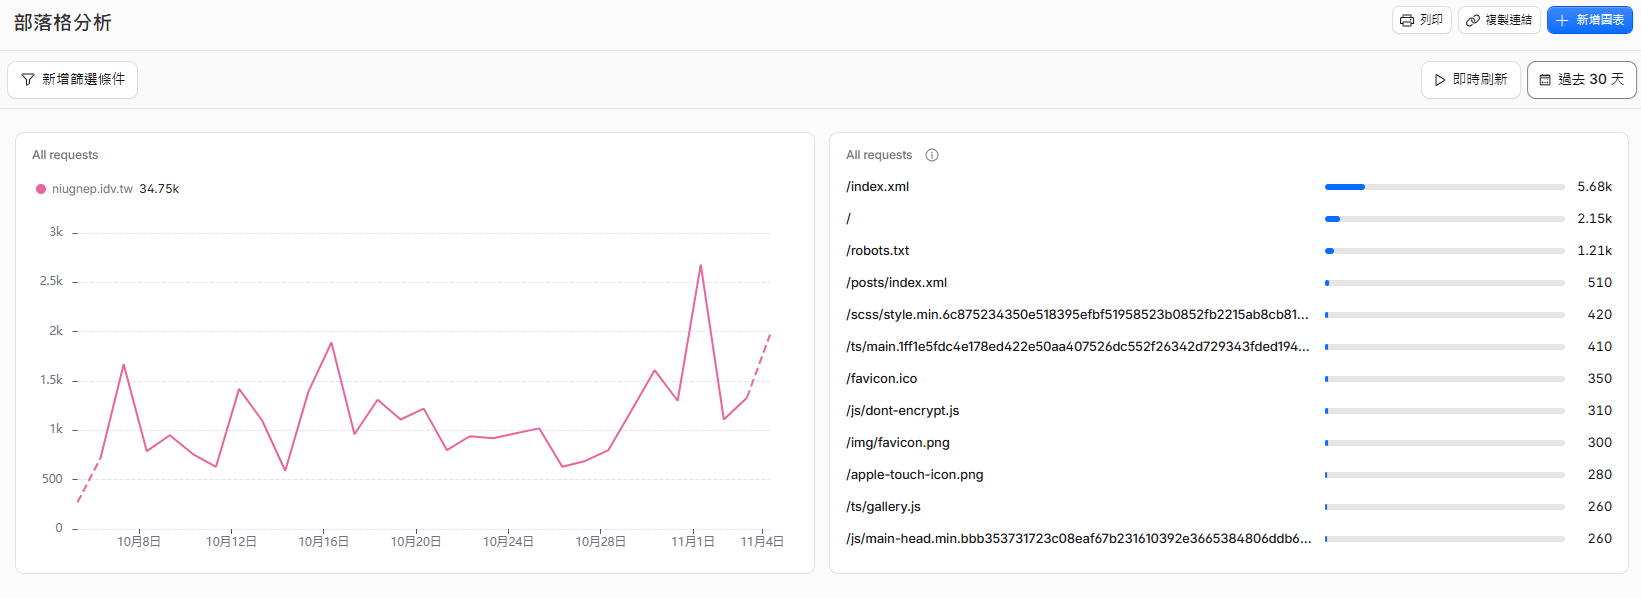 部落格分析
列印
複製連結
新增圖表
新增篩選條件
即時刷新
過去 30 天
All requests
niugnep.idv.tw 34.75k
3k
2.5k
2k
1.5k
1k
500
0
10月8日 10月12日 10月16日 10月20日 10月24日 10月28日 11月1日 11月4日
All requests
/index.xml 5.68k
/ 2.15k
/robots.txt 1.21k
/posts/index.xml 510
/scss/style.min.6c875234350e518395efbf51958523b0852fb2215ab8cb81... 420
/ts/main.1ff1e5fdc4e178ed422e50aa407526dc552f26342d729343fded194... 410
/favicon.ico 350
/js/dont-encrypt.js 310
/img/favicon.png 300
/apple-touch-icon.png 280
/ts/gallery.js 260
/js/main-head.min.bbb353731723c08eaf67b231610392e3665384806ddb6... 260